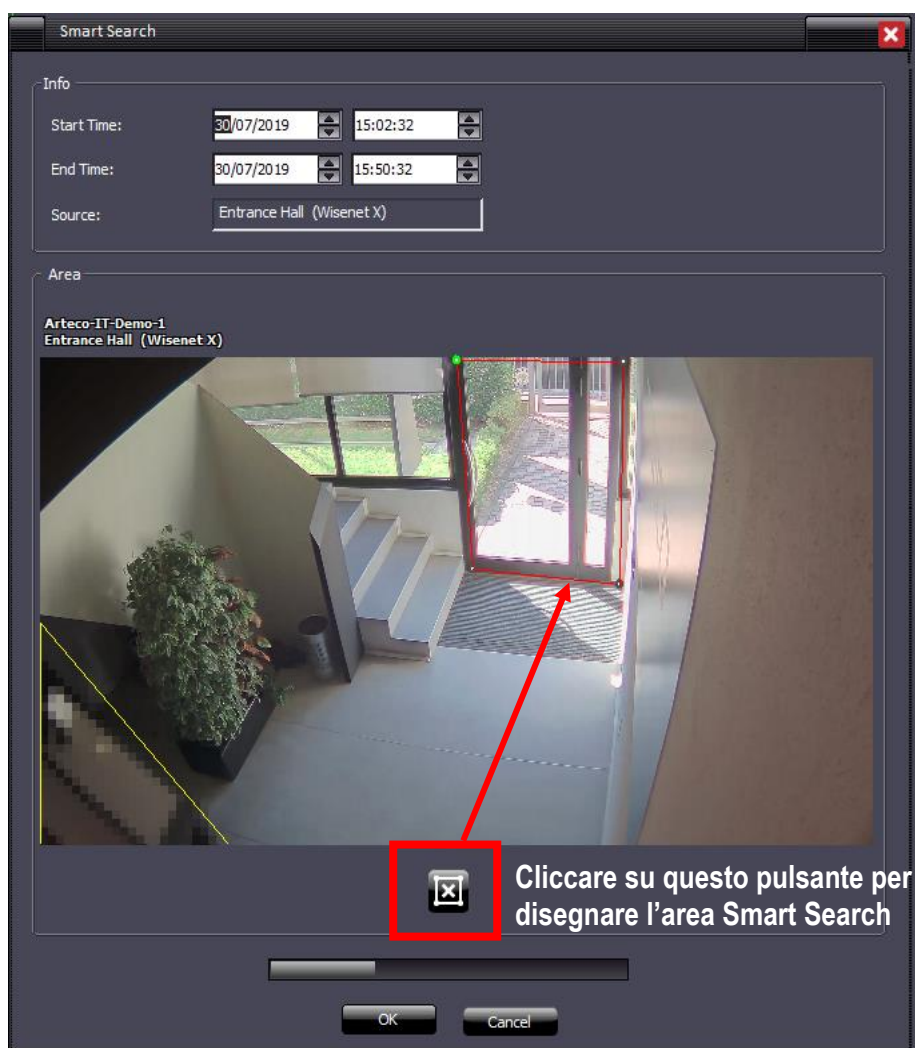 Smart Search
Info
Start Time:
30/07/2019
15:02:32
End Time:
30/07/2019
15:50:32
Source:
Entrance Hall (Wisenet X)
Area
Arteco-IT-Demo-1
Entrance Hall (Wisenet X)
Cliccare su questo pulsante per
disegnare l’area Smart Search
OK
Cancel